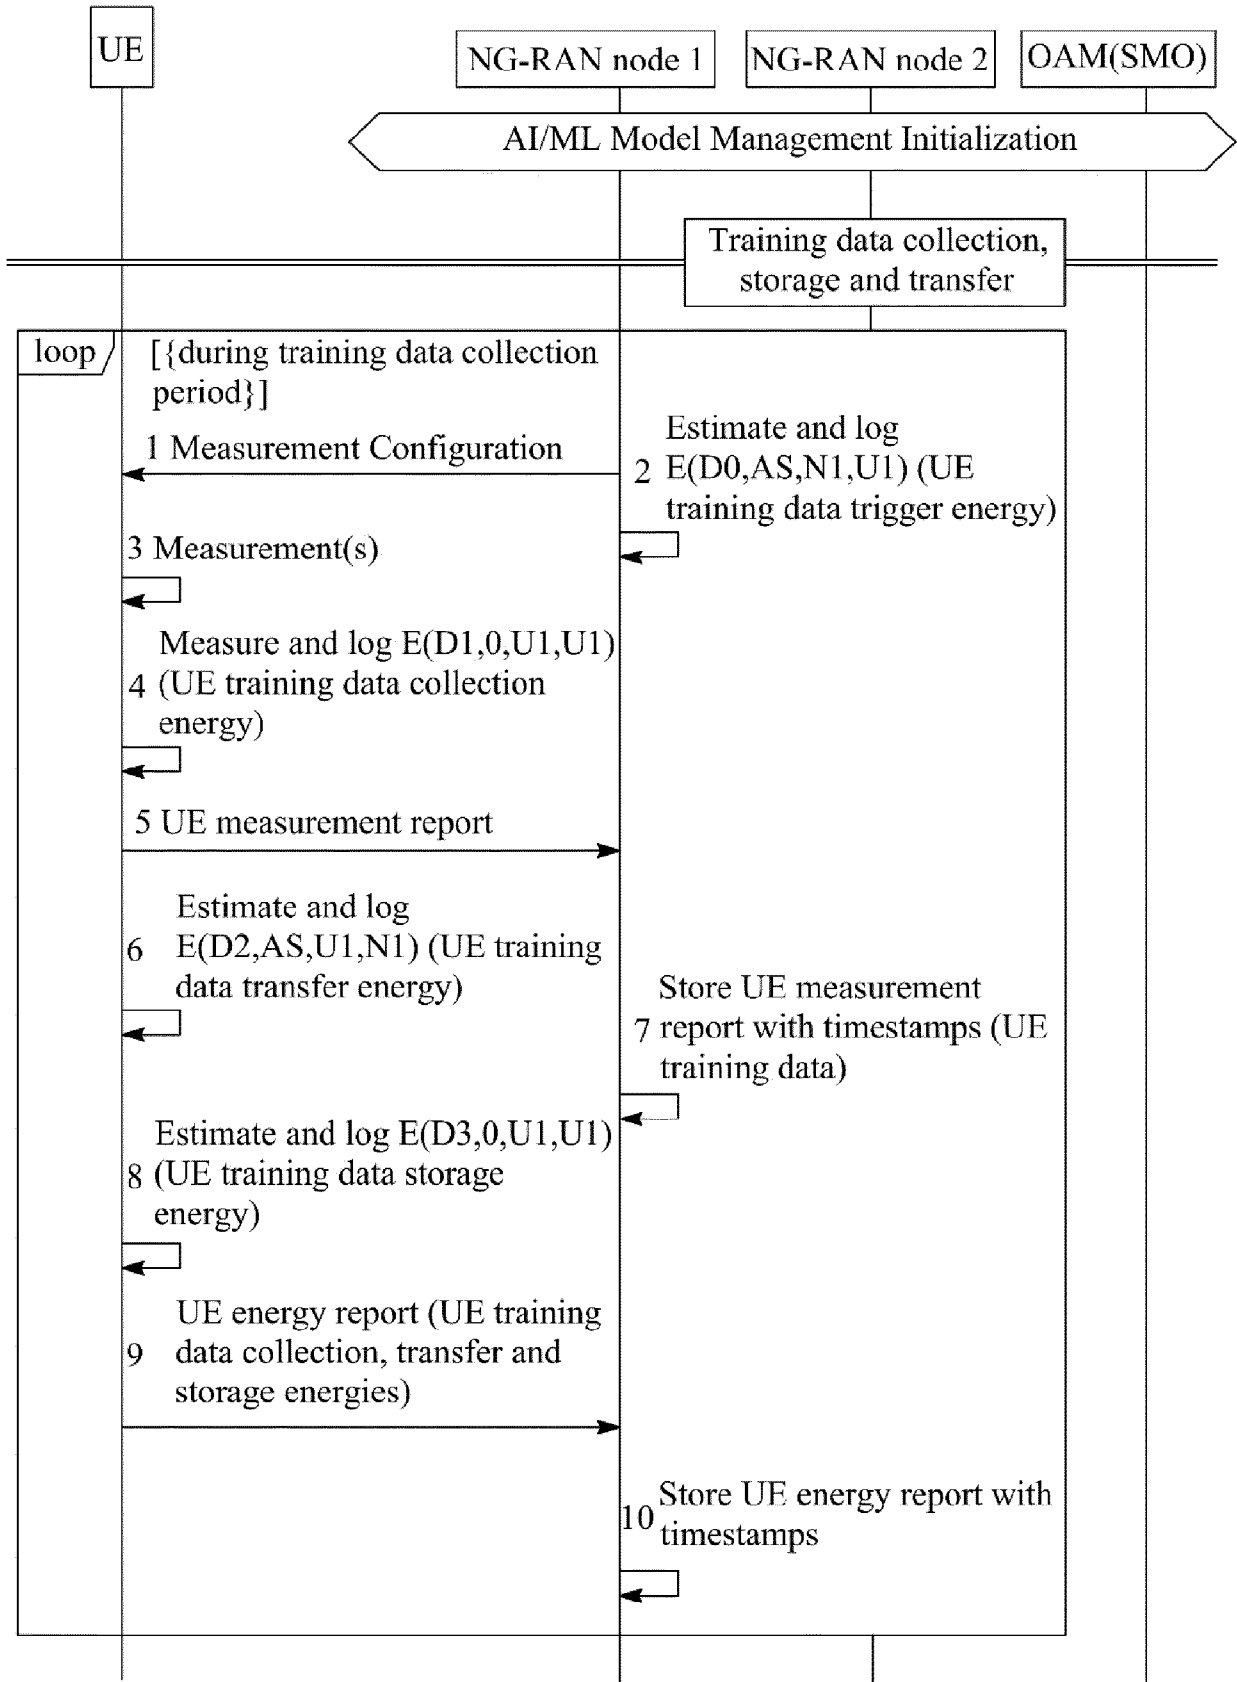 UE
NG-RAN node 1
NG-RAN node 2
OAM(SMO)
AI/ML Model Management Initialization
Training data collection,
storage and transfer
loop
[{during training data collection
period}]
1 Measurement Configuration
Estimate and log
2 E(D0,AS,N1,U1) (UE
training data trigger energy)
3 Measurement(s)
Measure and log E(D1,0,U1,U1)
4 (UE training data collection
energy)
5 UE measurement report
Estimate and log
6 E(D2,AS,U1,N1) (UE training
data transfer energy)
Store UE measurement
7 report with timestamps (UE
training data)
Estimate and log E(D3,0,U1,U1)
8 (UE training data storage
energy)
UE energy report (UE training
9 data collection, transfer and
storage energies)
Store UE energy report with
10 timestamps